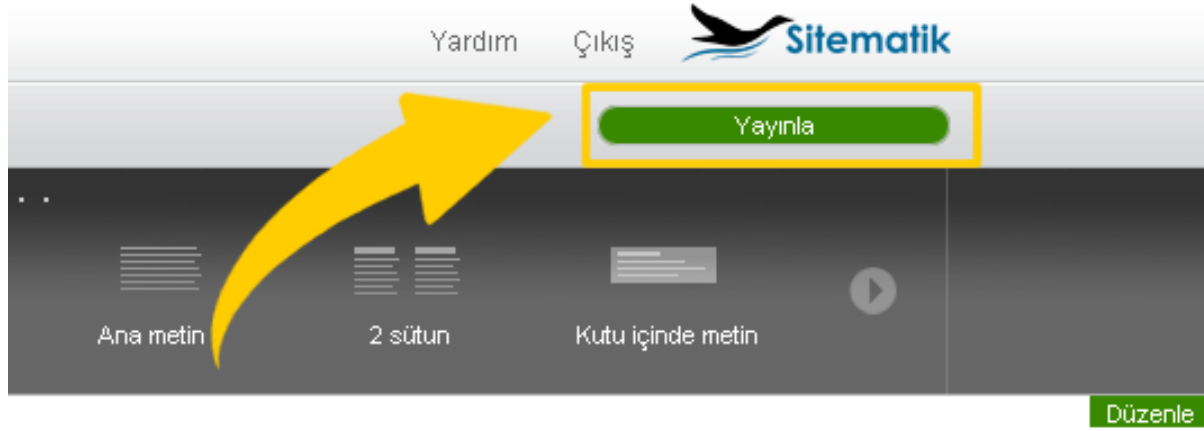 Yardım Çıkış Sitematik
Yayınla
. .
Ana metin 2 sütun Kutu içinde metin
Düzenle